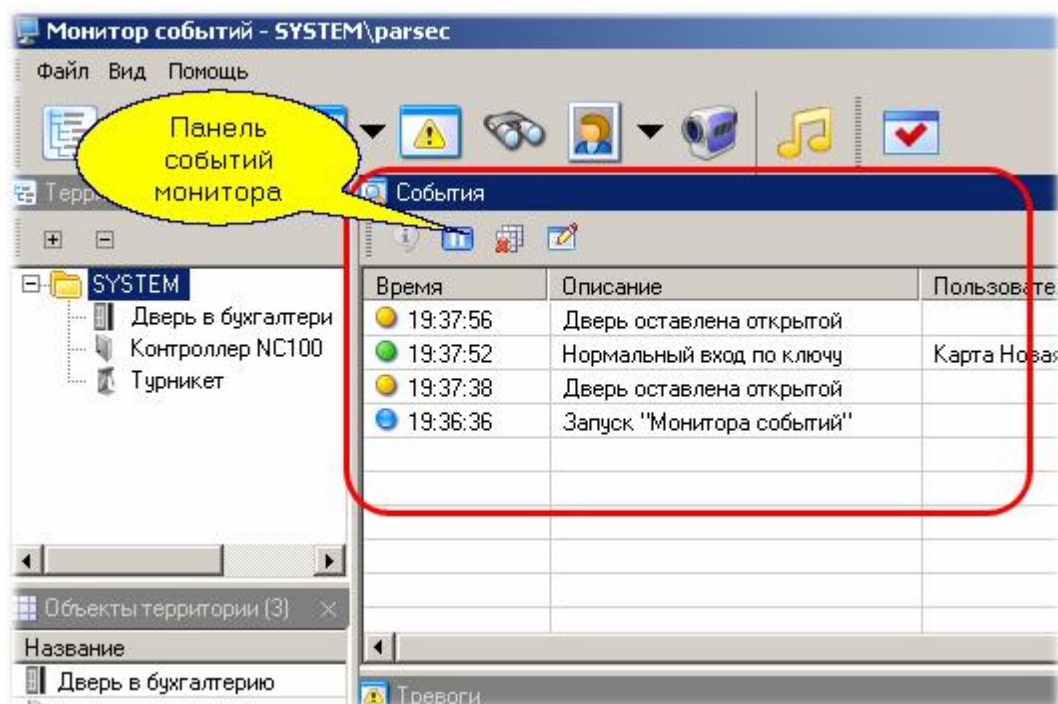 Монитор событий - SYSTEM\parsec
Файл Вид Помощь
Панель
событий
монитора
События
SYSTEM
Дверь в бухгалтери
Контроллер NC100
Турникет
Время Описание Пользовате
19:37:56 Дверь оставлена открытой
19:37:52 Нормальный вход по ключу Карта Новая
19:37:38 Дверь оставлена открытой
19:36:36 Запуск "Монитора событий"
Объекты территории (3)
Название
Дверь в бухгалтерию
Тревоги